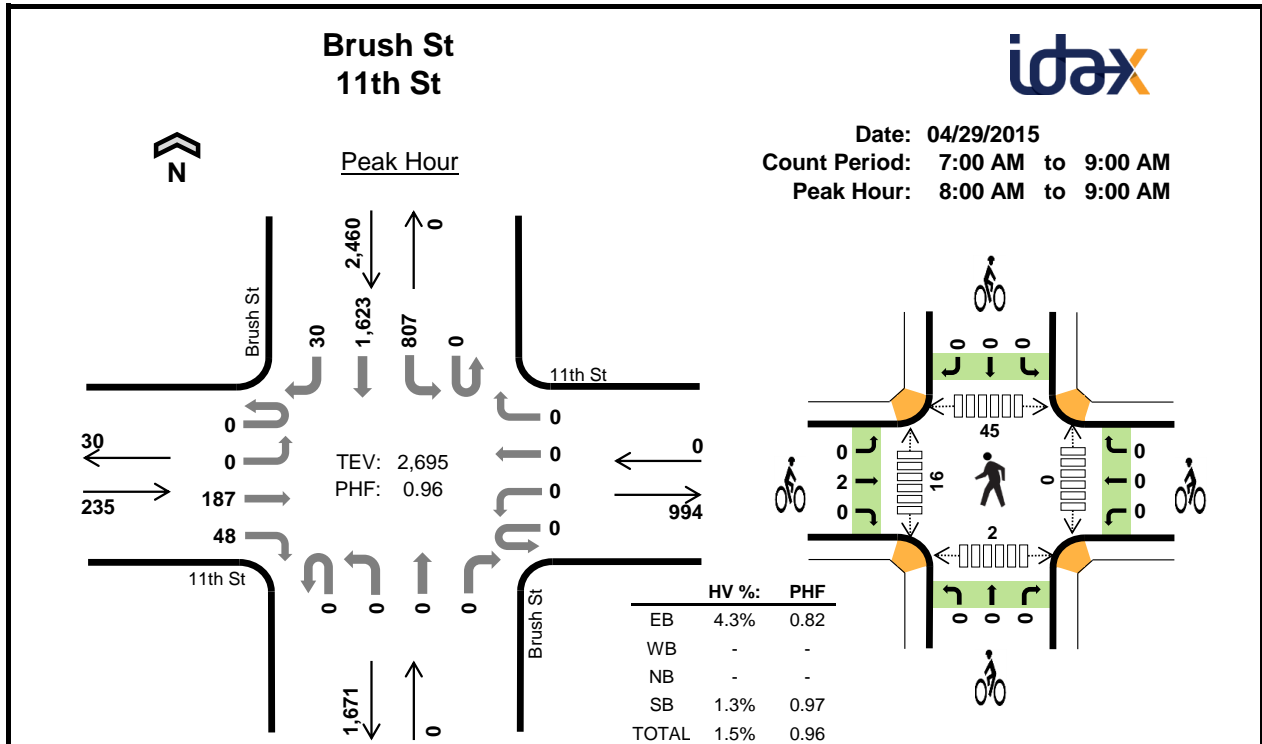 Brush St
11th St
idax
Date: 04/29/2015
Count Period: 7:00 AM to 9:00 AM
Peak Hour: 8:00 AM to 9:00 AM
N
Peak Hour
2,460
0
Brush St
30
1,623
807
0
11th St
0
0
187
48
30
235
TEV: 2,695
PHF: 0.96
0
0
0
0
0
994
11th St
0
0
0
0
Brush St
1,671
0
HV %: PHF
EB 4.3% 0.82
WB - -
NB - -
SB 1.3% 0.97
TOTAL 1.5% 0.96
0
0
0
45
0
2
0
16
0
0
0
0
2
0
0
0